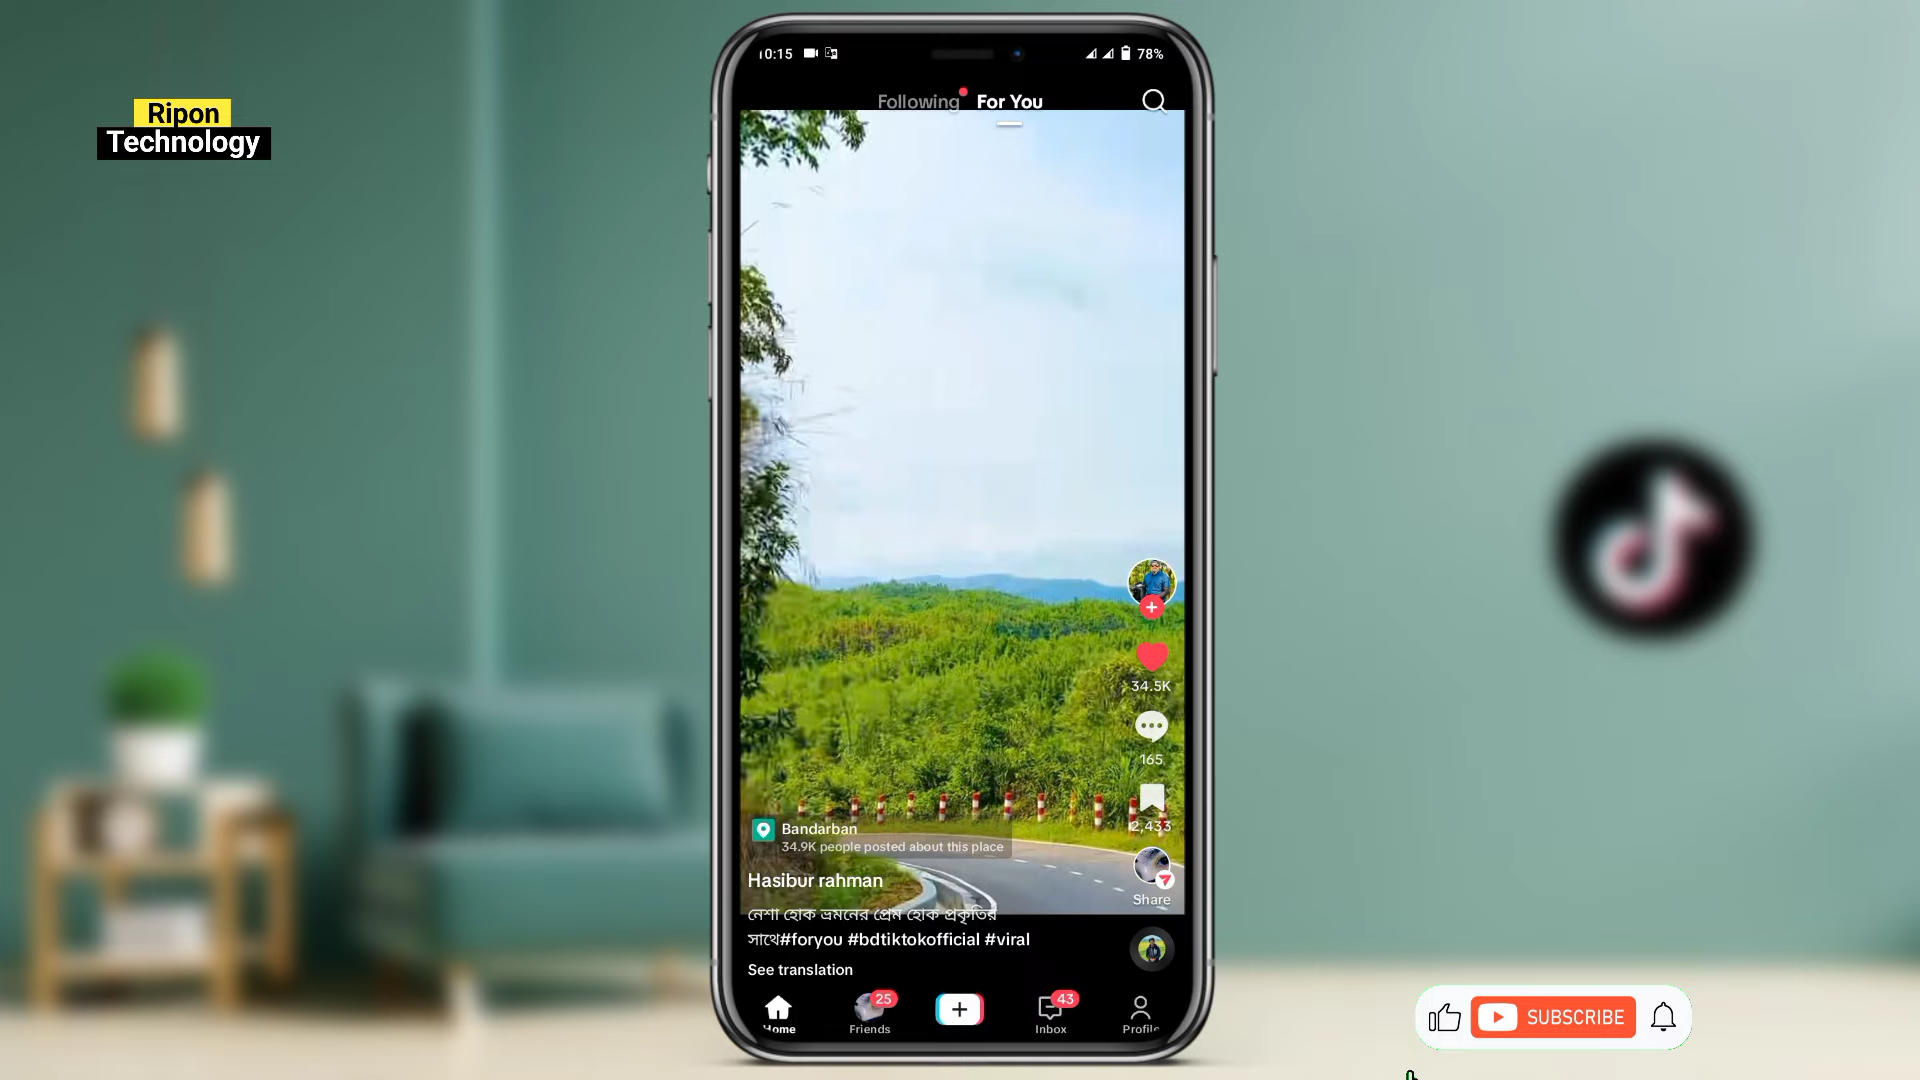 Ripon
Technology
10:15
78%
Following
For You
34.5K
165
2,433
Bandarban
34.9K people posted about this place
Hasibur rahman
Share
নেশা হোক ভ্রমনের প্রেম হোক প্রকৃতির
সাথে#foryou #bdtiktokofficial #viral
See translation
25
43
Home
Friends
Inbox
Profile
SUBSCRIBE